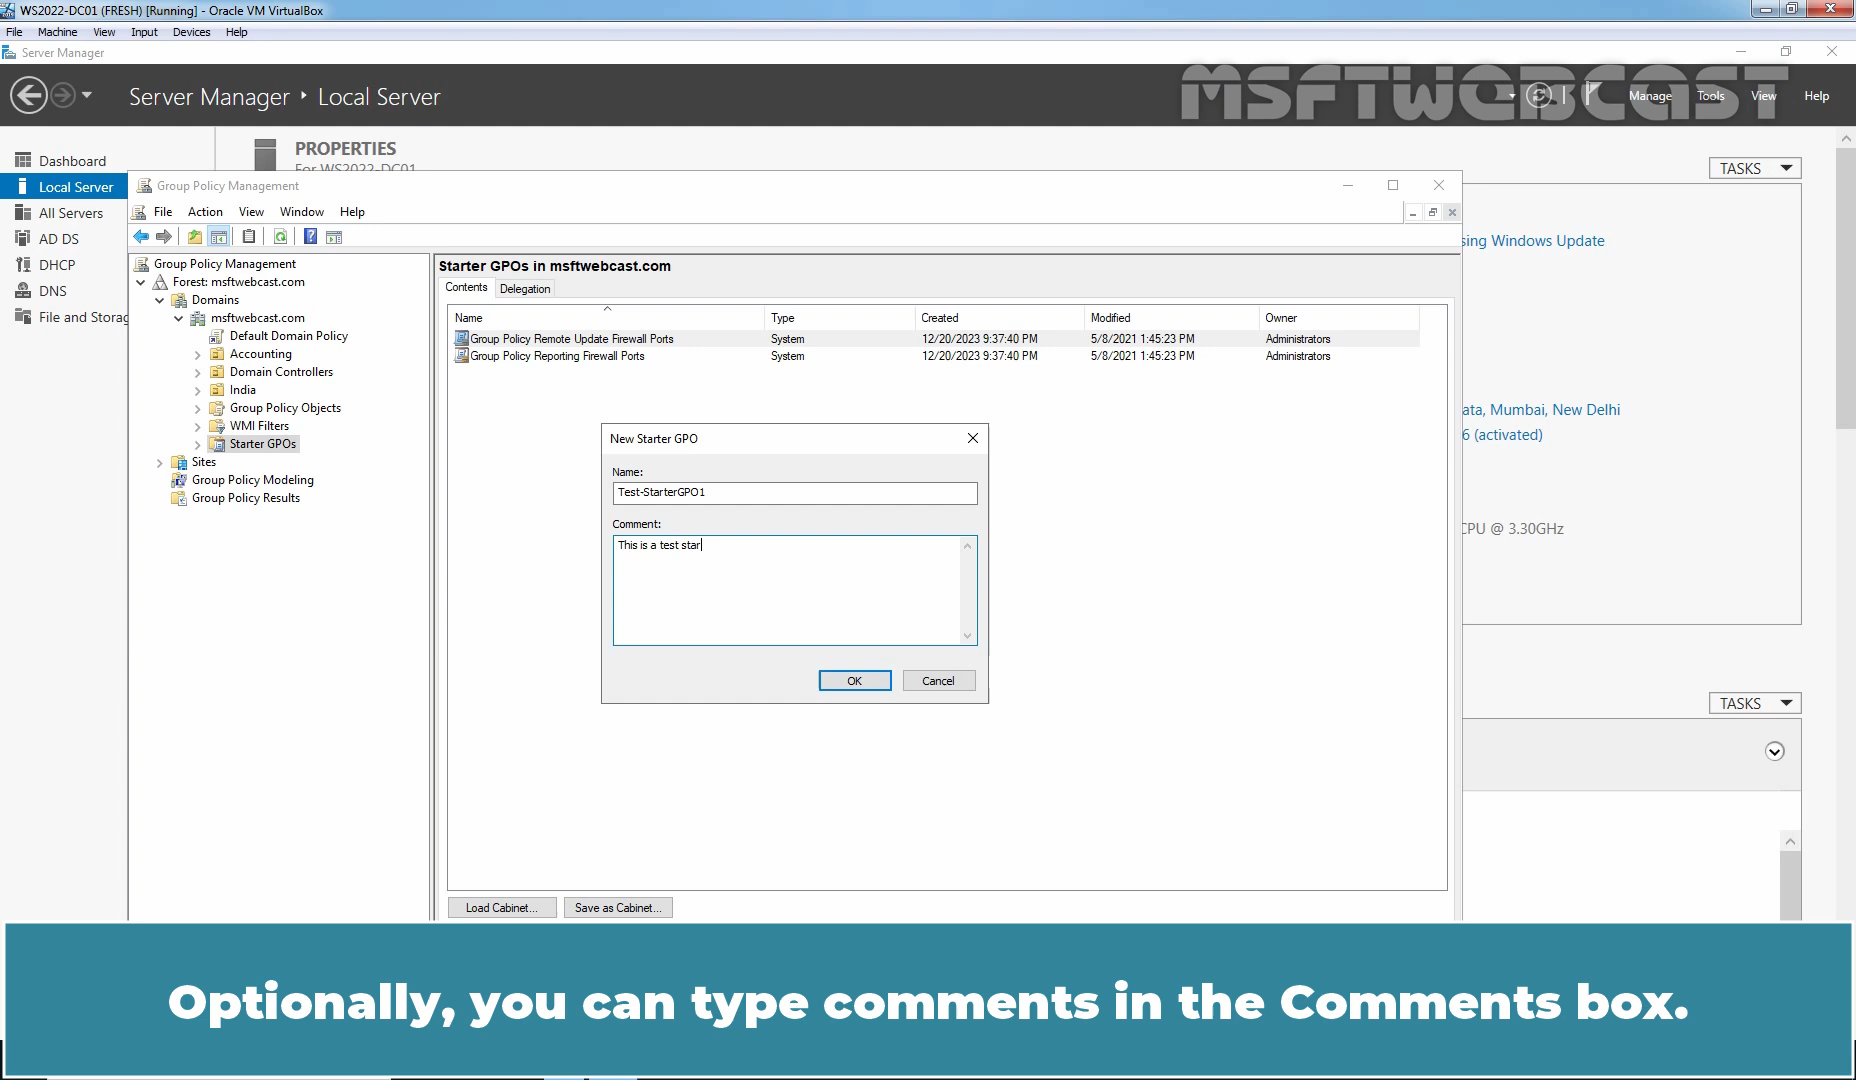 WS2022-DC01 (FRESH) [Running] - Oracle VM VirtualBox
File Machine View Input Devices Help
Server Manager
Server Manager ‣ Local Server
MSFTWEBCAST
Manage Tools View Help
Dashboard
Local Server
All Servers
AD DS
DHCP
DNS
File and Storag
PROPERTIES
For WS2022-DC01
TASKS
Group Policy Management
File Action View Window Help
Group Policy Management
Forest: msftwebcast.com
Domains
msftwebcast.com
Default Domain Policy
Accounting
Domain Controllers
India
Group Policy Objects
WMI Filters
Starter GPOs
Sites
Group Policy Modeling
Group Policy Results
Starter GPOs in msftwebcast.com
Contents Delegation
Name Type Created Modified Owner
Group Policy Remote Update Firewall Ports System 12/20/2023 9:37:40 PM 5/8/2021 1:45:23 PM Administrators
Group Policy Reporting Firewall Ports System 12/20/2023 9:37:40 PM 5/8/2021 1:45:23 PM Administrators
New Starter GPO
Name:
Test-StarterGPO1
Comment:
This is a test star
OK Cancel
Load Cabinet... Save as Cabinet...
sing Windows Update
ata, Mumbai, New Delhi
6 (activated)
CPU @ 3.30GHz
TASKS
Optionally, you can type comments in the Comments box.